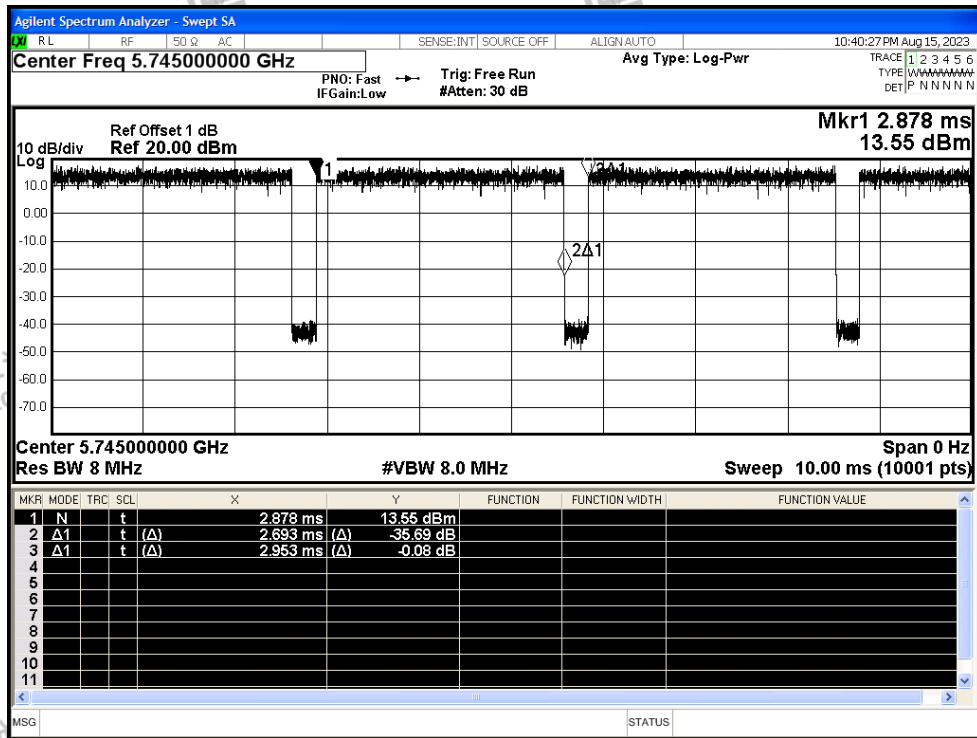 Agilent Spectrum Analyzer - Swept SA
LXI RL RF 50 Ω AC SENSE:INT SOURCE OFF ALIGN AUTO 10:40:27 PM Aug 15, 2023
Center Freq 5.745000000 GHz Avg Type: Log-Pwr TRACE 1 2 3 4 5 6
PNO: Fast Trig: Free Run TYPE
IFGain:Low #Atten: 30 dB DET P N N N N N
Mkr1 2.878 ms
Ref Offset 1 dB
10 dB/div Ref 20.00 dBm 13.55 dBm
Log
1 3Δ1
10.0
0.00
-10.0
2Δ1
-20.0
-30.0
-40.0
-50.0
-60.0
-70.0
Center 5.745000000 GHz Span 0 Hz
Res BW 8 MHz #VBW 8.0 MHz Sweep 10.00 ms (10001 pts)
MKR MODE TRC SCL X Y FUNCTION FUNCTION WIDTH FUNCTION VALUE
1 N t 2.878 ms 13.55 dBm
2 Δ1 t (Δ) 2.693 ms (Δ) -35.69 dB
3 Δ1 t (Δ) 2.953 ms (Δ) -0.08 dB
4
5
6
7
8
9
10
11
MSG STATUS